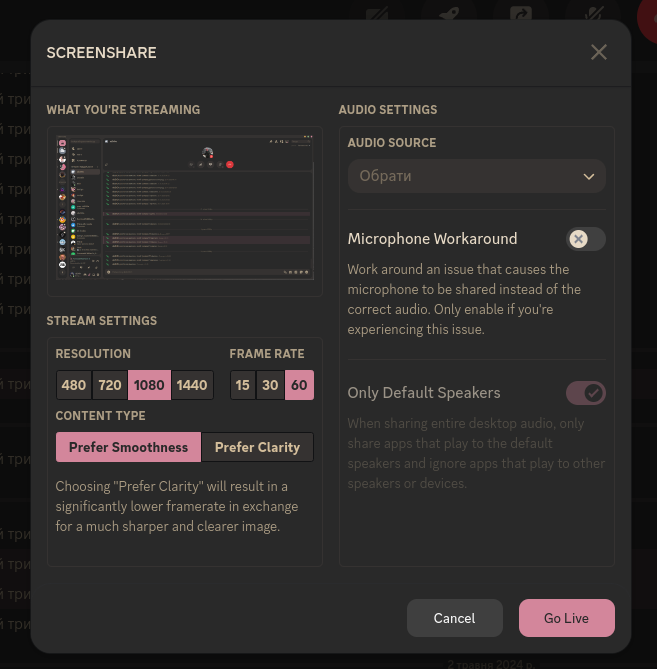 SCREENSHARE
WHAT YOU'RE STREAMING
STREAM SETTINGS
RESOLUTION
480 720 1080 1440
FRAME RATE
15 30 60
CONTENT TYPE
Prefer Smoothness Prefer Clarity
Choosing "Prefer Clarity" will result in a
significantly lower framerate in exchange
for a much sharper and clearer image.
AUDIO SETTINGS
AUDIO SOURCE
Обрати
Microphone Workaround
Work around an issue that causes the
microphone to be shared instead of the
correct audio. Only enable if you're
experiencing this issue.
Only Default Speakers
When sharing entire desktop audio, only
share apps that play to the default
speakers and ignore apps that play to other
speakers or devices.
Cancel Go Live
2 травня 2024 р.